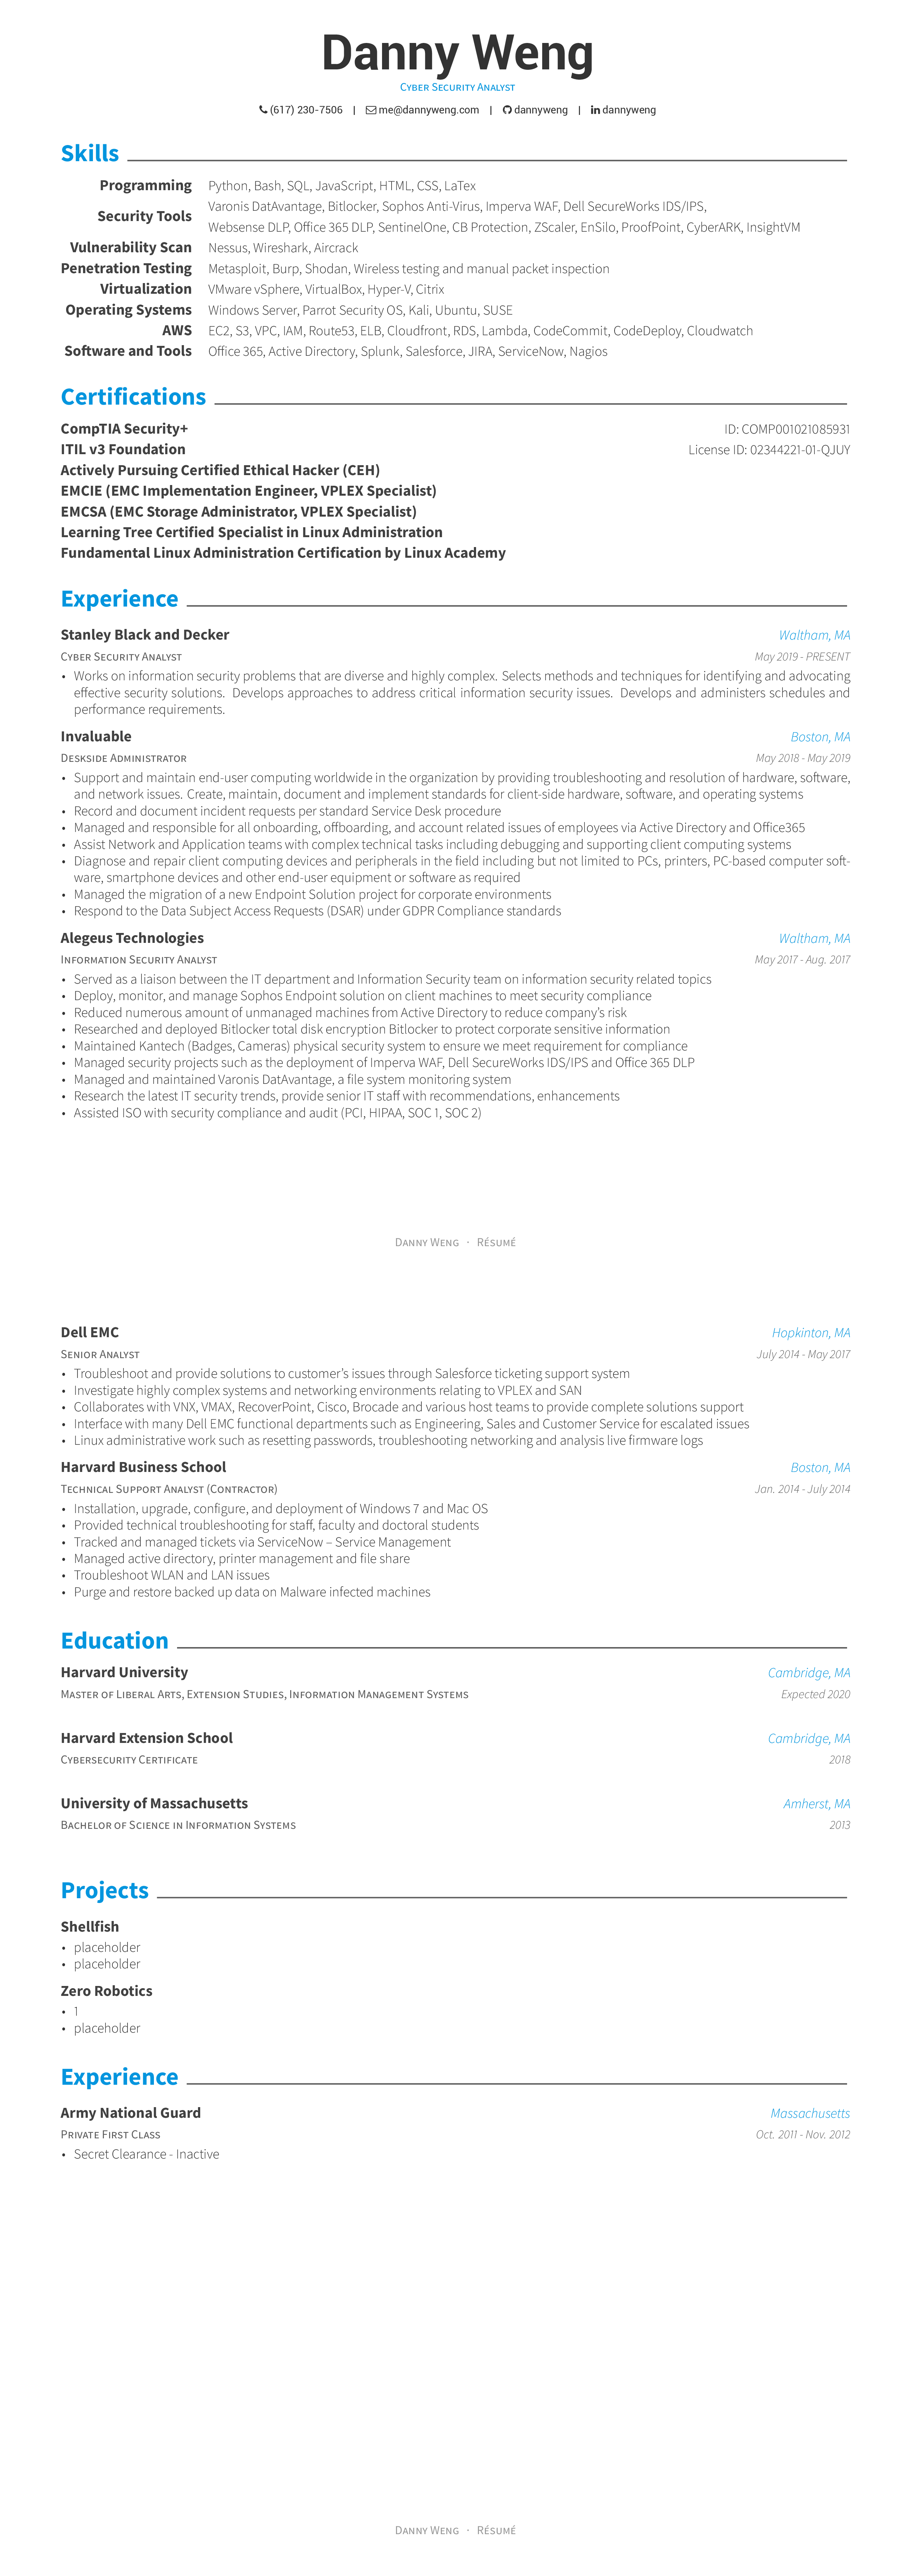 Danny Weng
Cyber Security Analyst
(617) 230-7506 | me@dannyweng.com | dannyweng | dannyweng
Skills
Programming Python, Bash, SQL, JavaScript, HTML, CSS, LaTex
Security Tools Varonis DatAvantage, Bitlocker, Sophos Anti-Virus, Imperva WAF, Dell SecureWorks IDS/IPS,
Websense DLP, Office 365 DLP, SentinelOne, CB Protection, ZScaler, EnSilo, ProofPoint, CyberARK, InsightVM
Vulnerability Scan Nessus, Wireshark, Aircrack
Penetration Testing Metasploit, Burp, Shodan, Wireless testing and manual packet inspection
Virtualization VMware vSphere, VirtualBox, Hyper-V, Citrix
Operating Systems Windows Server, Parrot Security OS, Kali, Ubuntu, SUSE
AWS EC2, S3, VPC, IAM, Route53, ELB, Cloudfront, RDS, Lambda, CodeCommit, CodeDeploy, Cloudwatch
Software and Tools Office 365, Active Directory, Splunk, Salesforce, JIRA, ServiceNow, Nagios
Certifications
CompTIA Security+ ID: COMP001021085931
ITIL v3 Foundation License ID: 02344221-01-QJUY
Actively Pursuing Certified Ethical Hacker (CEH)
EMCIE (EMC Implementation Engineer, VPLEX Specialist)
EMCSA (EMC Storage Administrator, VPLEX Specialist)
Learning Tree Certified Specialist in Linux Administration
Fundamental Linux Administration Certification by Linux Academy
Experience
Stanley Black and Decker Waltham, MA
Cyber Security Analyst May 2019 - PRESENT
• Works on information security problems that are diverse and highly complex. Selects methods and techniques for identifying and advocating
effective security solutions. Develops approaches to address critical information security issues. Develops and administers schedules and
performance requirements.
Invaluable Boston, MA
Deskside Administrator May 2018 - May 2019
• Support and maintain end-user computing worldwide in the organization by providing troubleshooting and resolution of hardware, software,
and network issues. Create, maintain, document and implement standards for client-side hardware, software, and operating systems
• Record and document incident requests per standard Service Desk procedure
• Managed and responsible for all onboarding, offboarding, and account related issues of employees via Active Directory and Office365
• Assist Network and Application teams with complex technical tasks including debugging and supporting client computing systems
• Diagnose and repair client computing devices and peripherals in the field including but not limited to PCs, printers, PC-based computer soft-
ware, smartphone devices and other end-user equipment or software as required
• Managed the migration of a new Endpoint Solution project for corporate environments
• Respond to the Data Subject Access Requests (DSAR) under GDPR Compliance standards
Alegeus Technologies Waltham, MA
Information Security Analyst May 2017 - Aug. 2017
• Served as a liaison between the IT department and Information Security team on information security related topics
• Deploy, monitor, and manage Sophos Endpoint solution on client machines to meet security compliance
• Reduced numerous amount of unmanaged machines from Active Directory to reduce company's risk
• Researched and deployed Bitlocker total disk encryption Bitlocker to protect corporate sensitive information
• Maintained Kantech (Badges, Cameras) physical security system to ensure we meet requirement for compliance
• Managed security projects such as the deployment of Imperva WAF, Dell SecureWorks IDS/IPS and Office 365 DLP
• Managed and maintained Varonis DatAvantage, a file system monitoring system
• Research the latest IT security trends, provide senior IT staff with recommendations, enhancements
• Assisted ISO with security compliance and audit (PCI, HIPAA, SOC 1, SOC 2)
Danny Weng · Résumé
Dell EMC Hopkinton, MA
Senior Analyst July 2014 - May 2017
• Troubleshoot and provide solutions to customer's issues through Salesforce ticketing support system
• Investigate highly complex systems and networking environments relating to VPLEX and SAN
• Collaborates with VNX, VMAX, RecoverPoint, Cisco, Brocade and various host teams to provide complete solutions support
• Interface with many Dell EMC functional departments such as Engineering, Sales and Customer Service for escalated issues
• Linux administrative work such as resetting passwords, troubleshooting networking and analysis live firmware logs
Harvard Business School Boston, MA
Technical Support Analyst (Contractor) Jan. 2014 - July 2014
• Installation, upgrade, configure, and deployment of Windows 7 and Mac OS
• Provided technical troubleshooting for staff, faculty and doctoral students
• Tracked and managed tickets via ServiceNow – Service Management
• Managed active directory, printer management and file share
• Troubleshoot WLAN and LAN issues
• Purge and restore backed up data on Malware infected machines
Education
Harvard University Cambridge, MA
Master of Liberal Arts, Extension Studies, Information Management Systems Expected 2020
Harvard Extension School Cambridge, MA
Cybersecurity Certificate 2018
University of Massachusetts Amherst, MA
Bachelor of Science in Information Systems 2013
Projects
Shellfish
• placeholder
• placeholder
Zero Robotics
• 1
• placeholder
Experience
Army National Guard Massachusetts
Private First Class Oct. 2011 - Nov. 2012
• Secret Clearance - Inactive
Danny Weng · Résumé